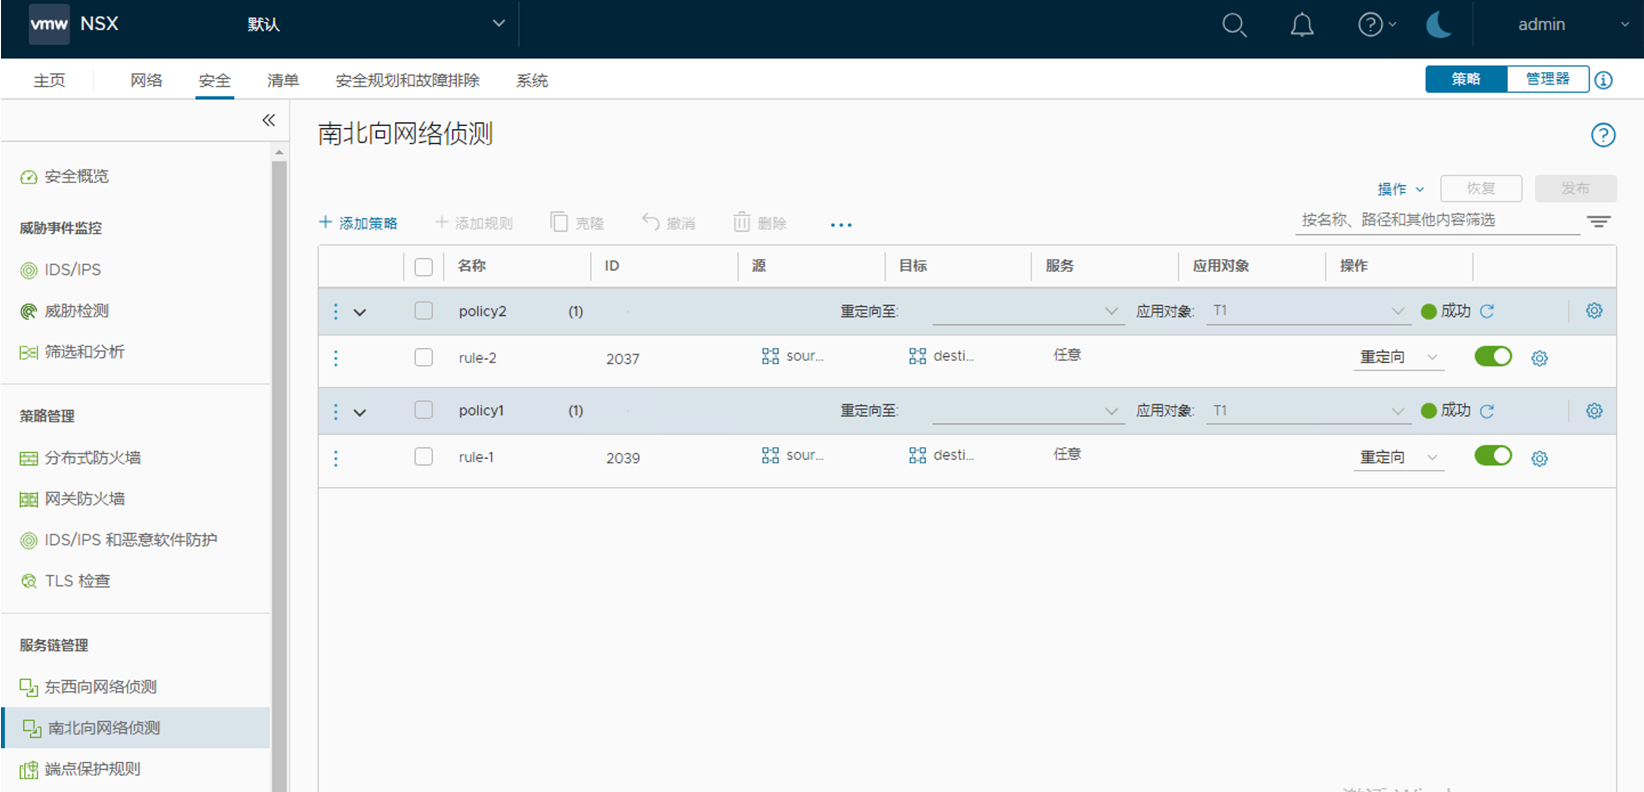 vmw NSX 默认 admin
主页 网络 安全 清单 安全规划和故障排除 系统 策略 管理器
南北向网络侦测
安全概览
威胁事件监控
IDS/IPS
威胁检测
筛选和分析
策略管理
分布式防火墙
网关防火墙
IDS/IPS 和恶意软件防护
TLS 检查
服务链管理
东西向网络侦测
南北向网络侦测
端点保护规则
操作 恢复 发布
添加策略 添加规则 克隆 撤消 删除 ... 按名称、路径和其他内容筛选
名称 ID 源 目标 服务 应用对象 操作
policy2 (1) 重定向至: 应用对象: T1 成功
rule-2 2037 sour... desti... 任意 重定向
policy1 (1) 重定向至: 应用对象: T1 成功
rule-1 2039 sour... desti... 任意 重定向